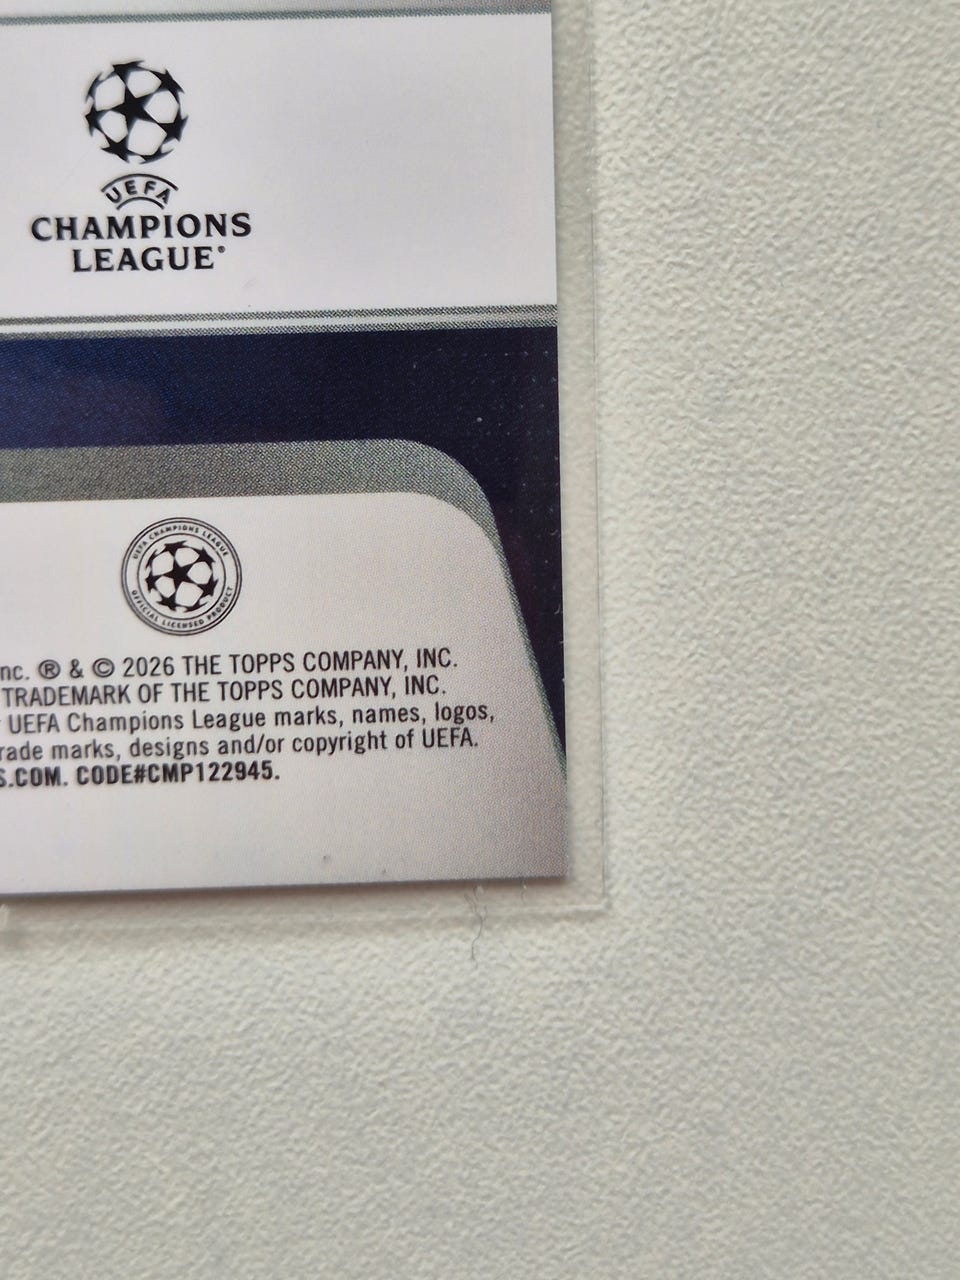 UEFA
CHAMPIONS
LEAGUE®
UEFA CHAMPIONS LEAGUE
OFFICIAL LICENSED PRODUCT
nc. ® & © 2026 THE TOPPS COMPANY, INC.
TRADEMARK OF THE TOPPS COMPANY, INC.
UEFA Champions League marks, names, logos,
rade marks, designs and/or copyright of UEFA.
S.COM. CODE#CMP122945.